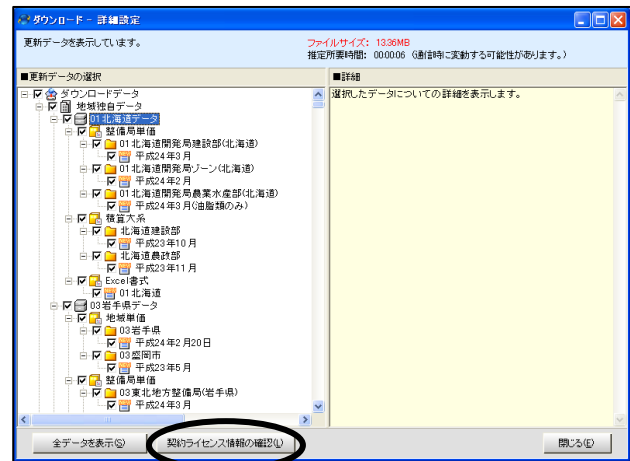 ダウンロード - 詳細設定
更新データを表示しています。
ファイルサイズ: 13.36MB
推定所要時間: 00:00:06 (通信時に変動する可能性があります。)
■更新データの選択
■詳細
選択したデータについての詳細を表示します。
ダウンロードデータ
地域独自データ
01北海道データ
整備局単価
01北海道開発局建設部(北海道)
平成24年3月
01北海道開発局ゾーン(北海道)
平成24年2月
01北海道開発局農業水産部(北海道)
平成24年3月(油脂類のみ)
積算大系
北海道建設部
平成23年10月
北海道農政部
平成23年11月
Excel書式
01北海道
03岩手県データ
地域単価
03岩手県
平成24年2月20日
03盛岡市
平成23年5月
整備局単価
03東北地方整備局(岩手県)
平成24年3月
全データを表示(S)
契約ライセンス情報の確認(L)
閉じる(E)